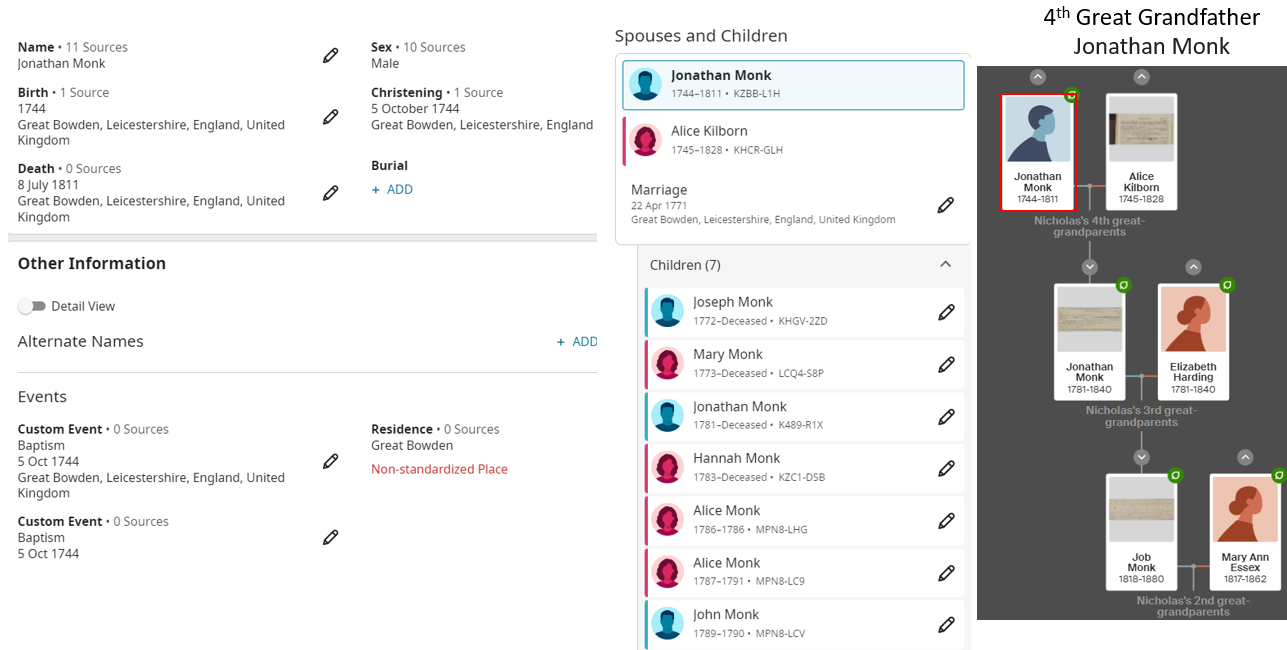 Name • 11 Sources
Jonathan Monk
Sex • 10 Sources
Male
Birth • 1 Source
1744
Great Bowden, Leicestershire, England, United
Kingdom
Christening • 1 Source
5 October 1744
Great Bowden, Leicestershire, England
Death • 0 Sources
8 July 1811
Great Bowden, Leicestershire, England, United
Kingdom
Burial
+ ADD
Other Information
Detail View
Alternate Names
+ ADD
Events
Custom Event • 0 Sources
Baptism
5 Oct 1744
Great Bowden, Leicestershire, England, United
Kingdom
Residence • 0 Sources
Great Bowden
Non-standardized Place
Custom Event • 0 Sources
Baptism
5 Oct 1744
Spouses and Children
Jonathan Monk
1744–1811 • KZBB-L1H
Alice Kilborn
1745–1828 • KHCR-GLH
Marriage
22 Apr 1771
Great Bowden, Leicestershire, England, United Kingdom
Children (7)
Joseph Monk
1772–Deceased • KHGV-2ZD
Mary Monk
1773–Deceased • LCQ4-S8P
Jonathan Monk
1781–Deceased • K489-R1X
Hannah Monk
1783–Deceased • KZC1-DSB
Alice Monk
1786–1786 • MPN8-LHG
Alice Monk
1787–1791 • MPN8-LC9
John Monk
1789–1790 • MPN8-LCV
4th Great Grandfather
Jonathan Monk
Jonathan
Monk
1744-1811
Alice
Kilborn
1745-1828
Nicholas's 4th great-
grandparents
Jonathan
Monk
1781-1840
Elizabeth
Harding
1781-1840
Nicholas's 3rd great-
grandparents
Job
Monk
1818-1880
Mary Ann
Essex
1817-1862
Nicholas's 2nd great-
grandparents